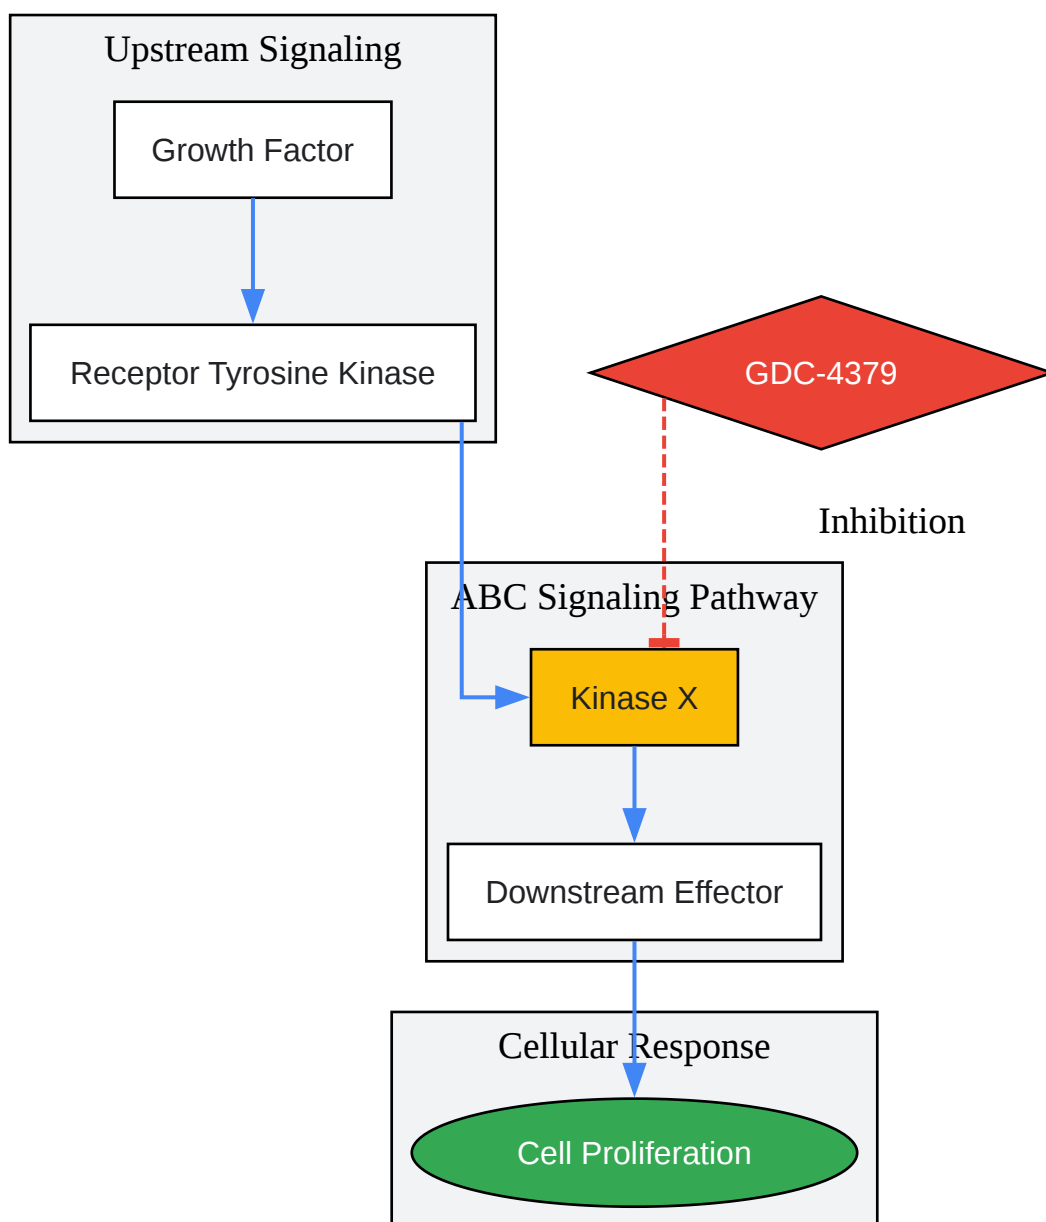 Upstream Signaling
Growth Factor
Receptor Tyrosine Kinase
GDC-4379
Inhibition
ABC Signaling Pathway
Kinase X
Downstream Effector
Cellular Response
Cell Proliferation